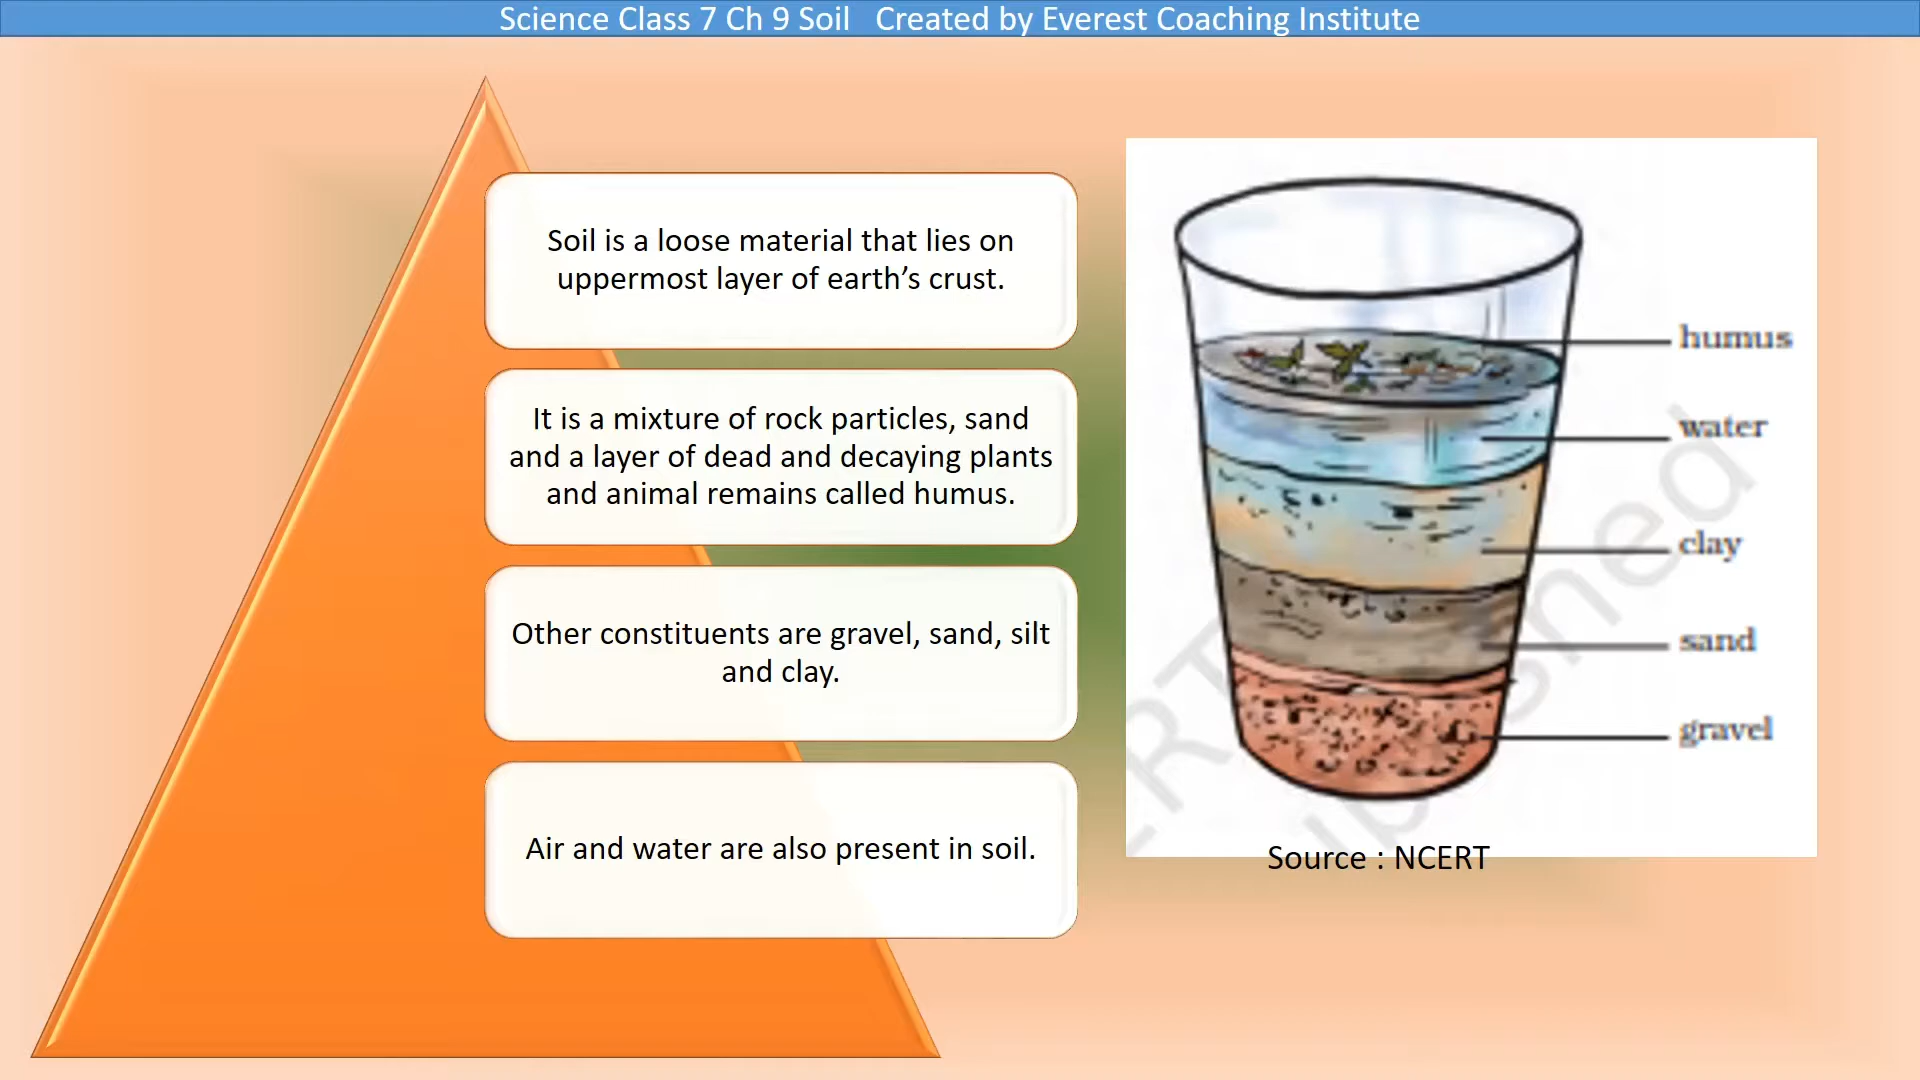 Science Class 7 Ch 9 Soil   Created by Everest Coaching Institute
Soil is a loose material that lies on
uppermost layer of earth’s crust.
It is a mixture of rock particles, sand
and a layer of dead and decaying plants
and animal remains called humus.
Other constituents are gravel, sand, silt
and clay.
Air and water are also present in soil.
humus
water
clay
sand
gravel
Source : NCERT